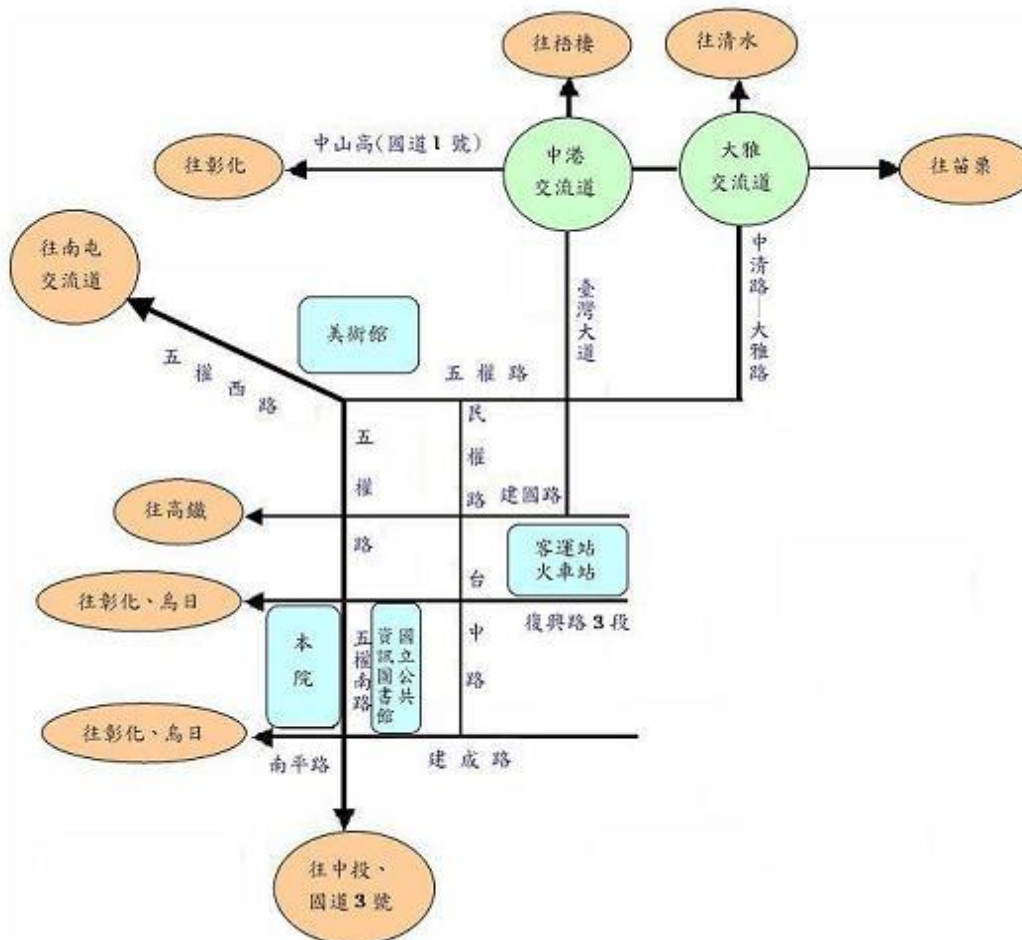 往梧棲
往清水
中山高(國道1號)
往彰化
中港
交流道
大雅
交流道
往苗栗
往南屯
交流道
中清路—大雅路
臺灣大道
美術館
五權西路
五權路
五權路
民權路
建國路
往高鐵
客運站
火車站
往彰化、烏日
台中路
復興路3段
本院
五權南路
國立公共
資訊圖書館
往彰化、烏日
南平路
建成路
往中投、
國道3號